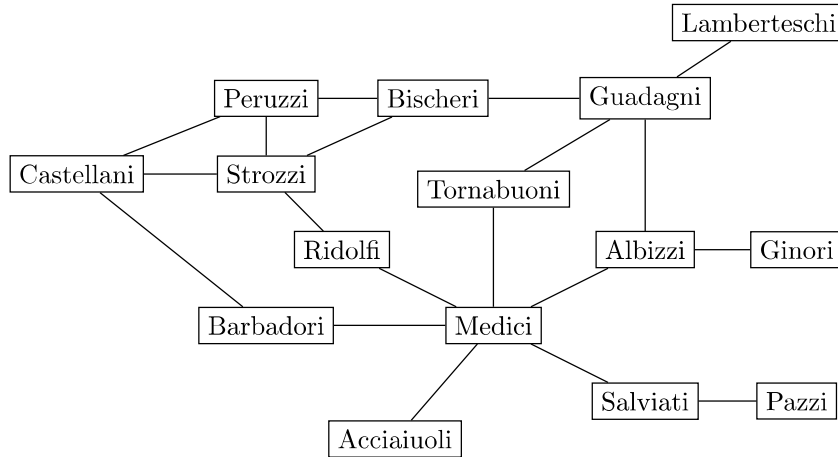 Lamberteschi
Peruzzi
Bischeri
Guadagni
Castellani
Strozzi
Tornabuoni
Ridolfi
Albizzi
Ginori
Barbadori
Medici
Salviati
Pazzi
Acciaiuoli